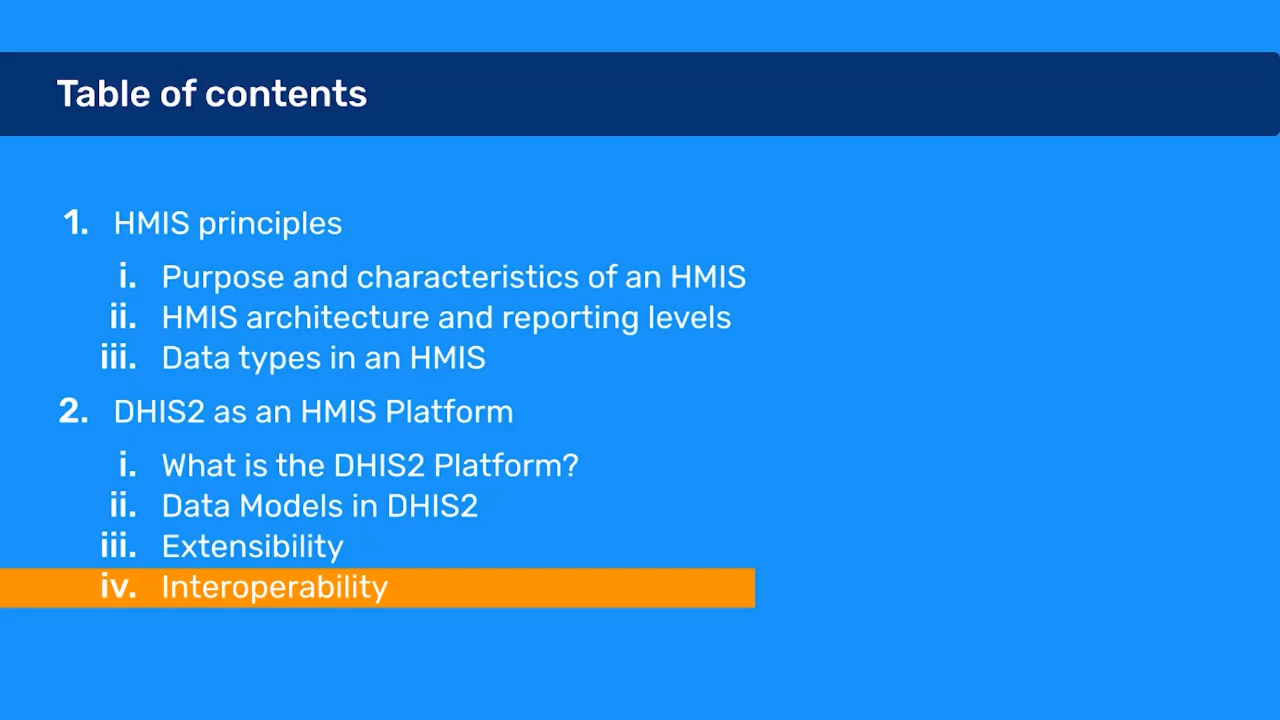 Table of contents
1. HMIS principles
i. Purpose and characteristics of an HMIS
ii. HMIS architecture and reporting levels
iii. Data types in an HMIS
2. DHIS2 as an HMIS Platform
i. What is the DHIS2 Platform?
ii. Data Models in DHIS2
iii. Extensibility
iv. Interoperability